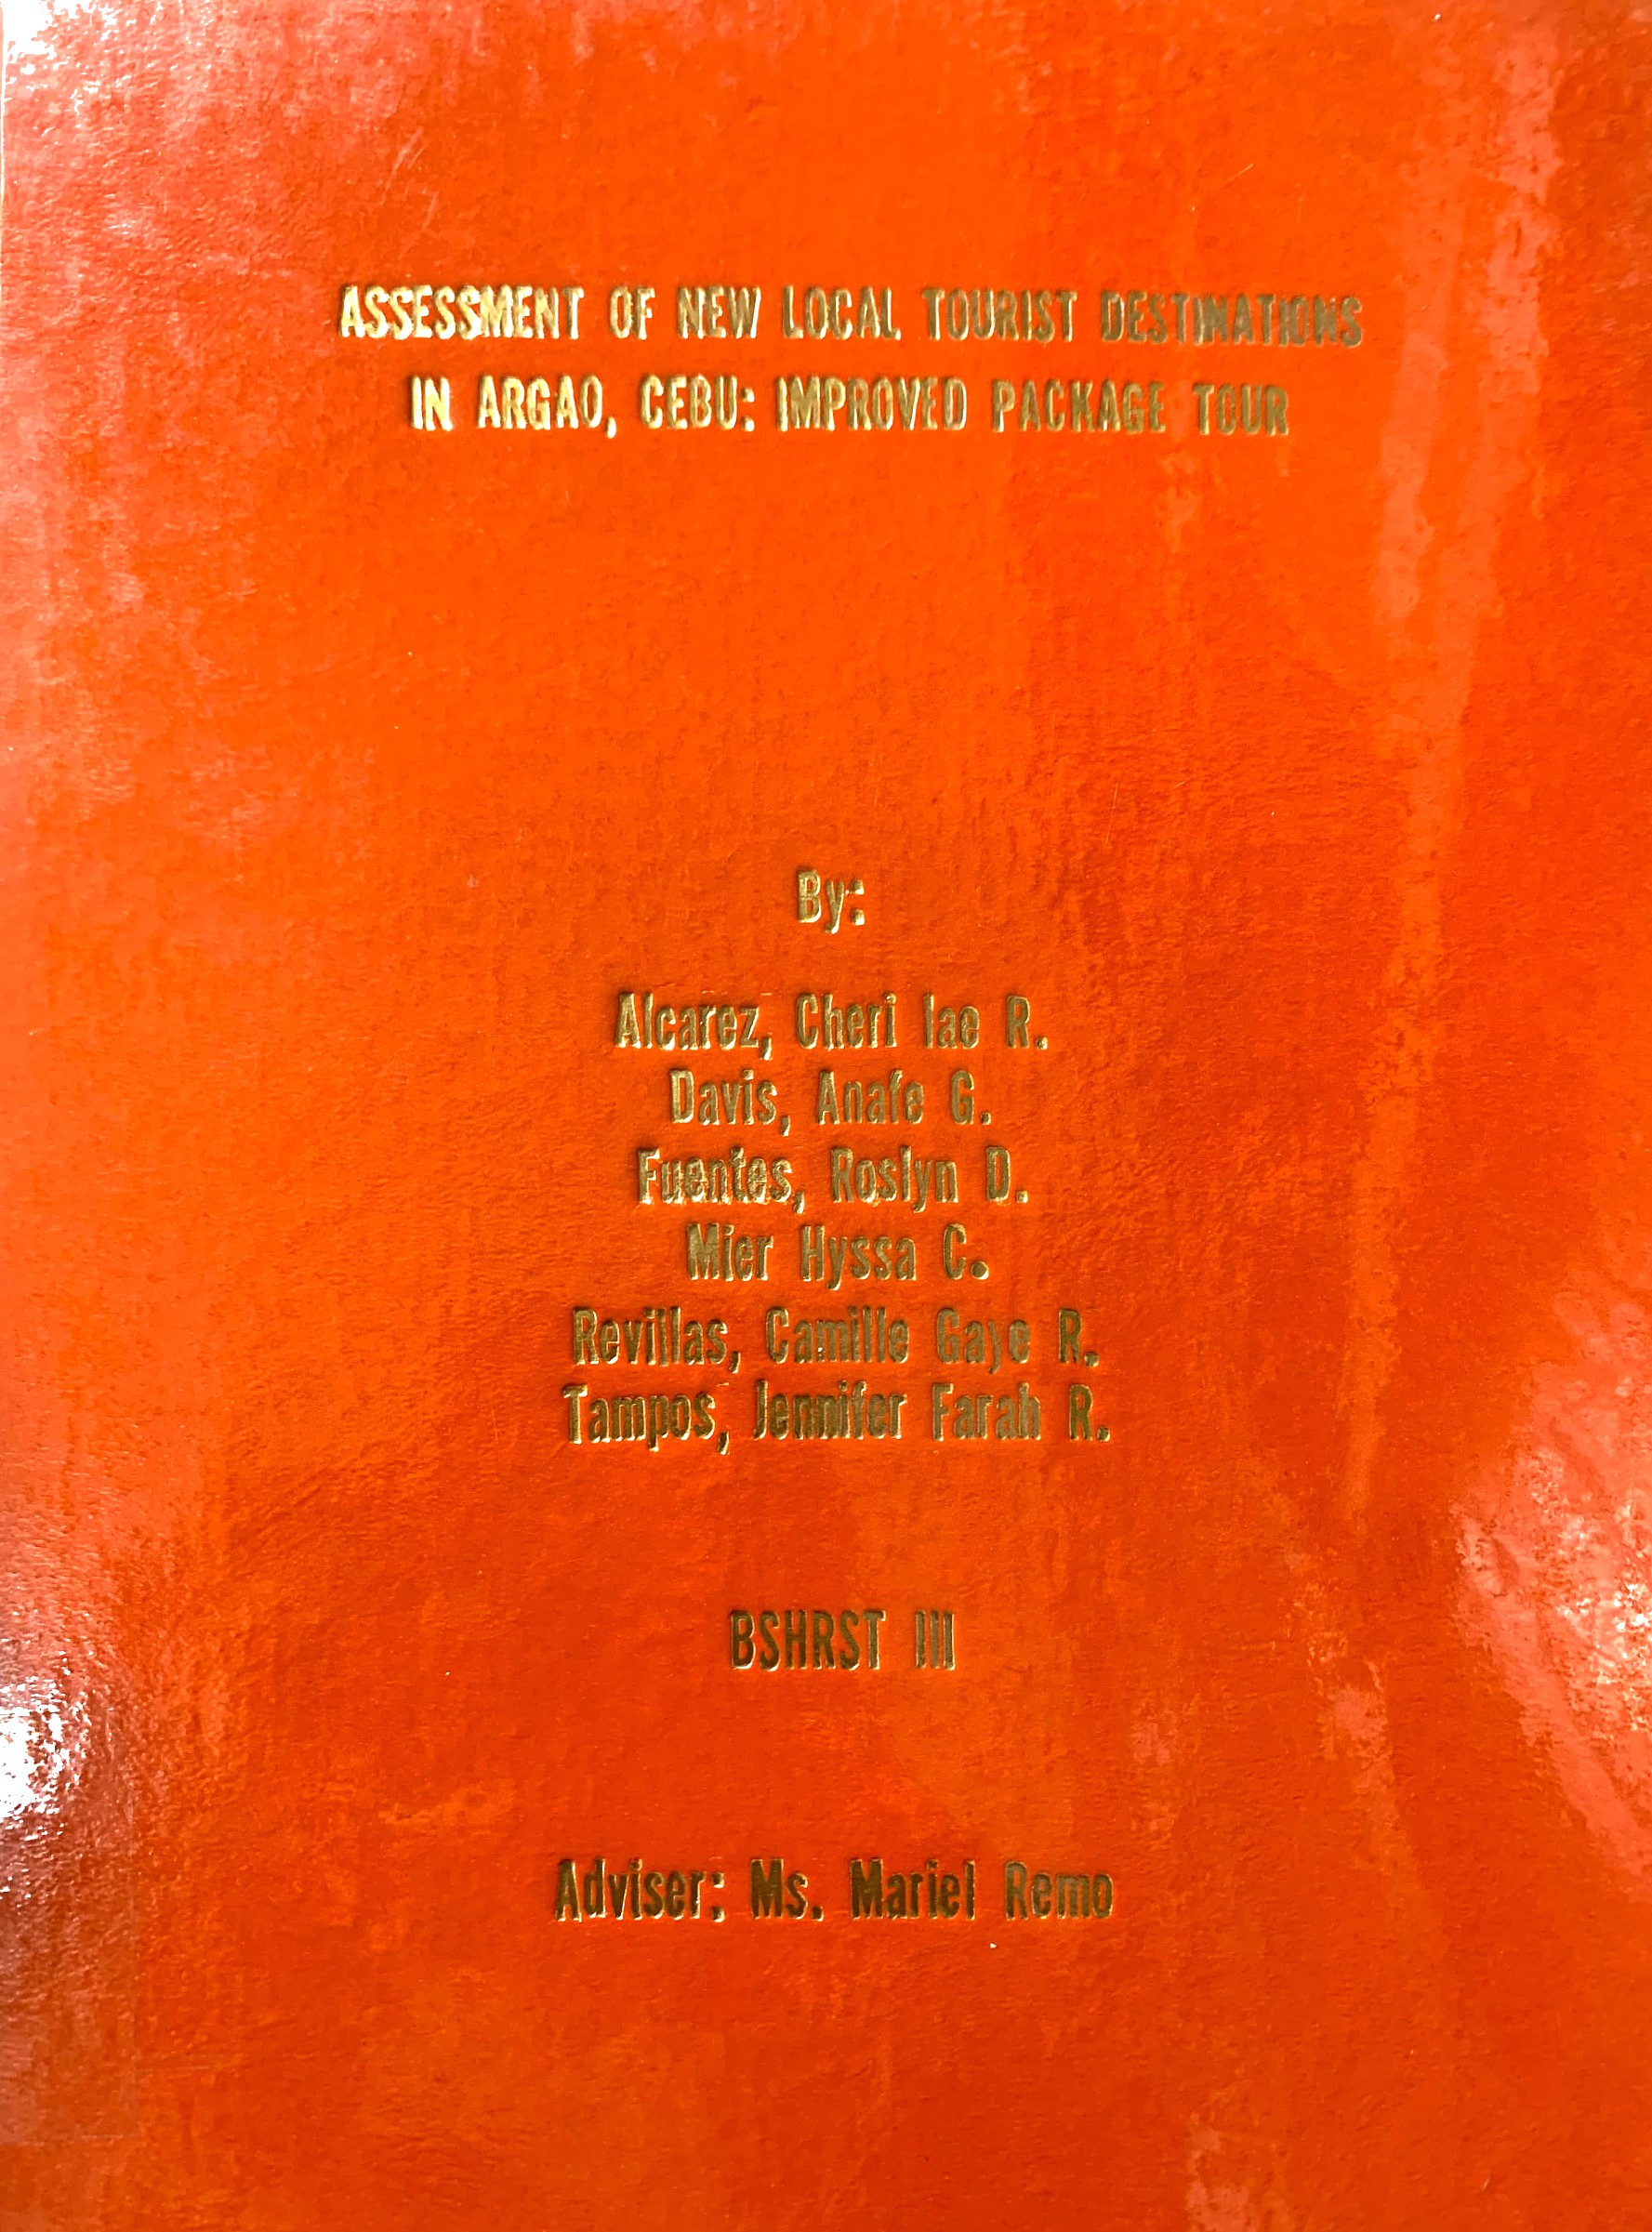 ASSESSMENT OF NEW LOCAL TOURIST DESTINATIONS
IN ARGAO, CEBU: IMPROVED PACKAGE TOUR
By:
Alcarez, Cheri lae R.
Davis, Anafe G.
Fuentes, Roslyn D.
Mier Hyssa C.
Revillas, Camille Gaye R.
Tampos, Jennifer Farah R.
BSHRST III
Adviser: Ms. Mariel Remo